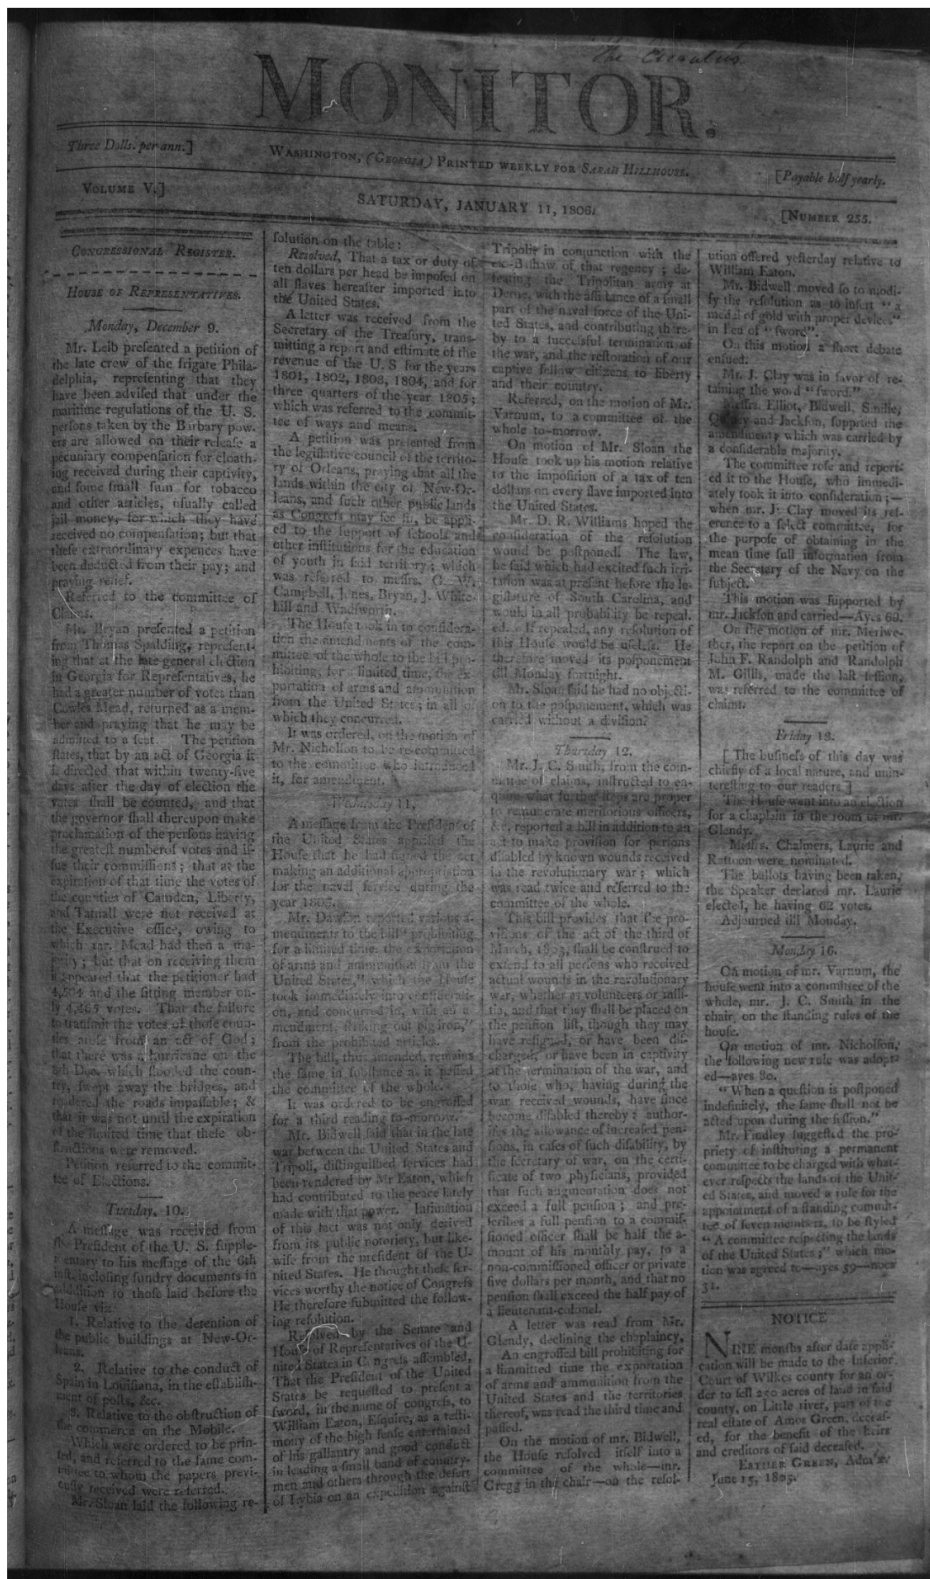 MONITOR.
Three Dolls. per ann.]
WASHINGTON, (GEORGIA) PRINTED WEEKLY FOR SARAH HILLHOUSE.
[Payable half yearly.
VOLUME V.]
SATURDAY, JANUARY 11, 1806.
[NUMBER 255.
CONGRESSIONAL REGISTER.
HOUSE OF REPRESENTATIVES.
Monday, December 9.
Mr. Leib presented a petition of
the late crew of the frigate Phila-
delphia, representing that they
have been advised that under the
maritime regulations of the U. S.
persons taken by the Barbary pow-
ers are allowed on their release a
pecuniary compensation for cloath-
ing received during their captivity,
and some small sum for tobacco
and other articles, usually called
jail money, for which they have
received no compensation; but that
these extraordinary expences have
been deducted from their pay; and
praying relief.
Referred to the committee of
Claims.
Mr. Bryan presented a petition
from Thomas Spalding, represent-
ing that at the late general election
in Georgia for Representatives, he
had a greater number of votes than
Cowles Mead, returned as a mem-
ber and praying that he may be
admitted to a seat. The petition
states, that by an act of Georgia it
is directed that within twenty-five
days after the day of election the
votes shall be counted, and that
the governor shall thereupon make
proclamation of the persons having
the greatest number of votes and is-
sue their commissions; that at the
expiration of that time the votes of
the counties of Camden, Liberty,
and Tatnall were not received at
the Executive office, owing to
which mr. Mead had then a ma-
jority; but that on receiving them
it appeared that the petitioner had
and the sitting member on-
ly votes. That the failure
to transmit the votes of those coun-
ties arose from an act of God;
that there was a hurricane on the
which flooded the coun-
try, swept away the bridges, and
rendered the roads impassable; &
that it was not until the expiration
of the limited time that these ob-
structions were removed.
Petition referred to the commit-
tee of Elections.
Tuesday, 10.
A message was received from
the President of the U. S. supple-
mentary to his message of the 6th
inst. inclosing sundry documents in
addition to those laid before the
House viz.
1. Relative to the detention of
the public buildings at New-Or-
leans.
2. Relative to the conduct of
Spain in Louisiana, in the establish-
ment of posts, &c.
3. Relative to the obstruction of
the commerce on the Mobile.
Which were ordered to be prin-
ted, and referred to the same com-
mittee to whom the papers previ-
ously received were referred.
Mr. Sloan laid the following re-
solution on the table:
Resolved, That a tax or duty of
ten dollars per head be imposed on
all slaves hereafter imported into
the United States.
A letter was received from the
Secretary of the Treasury, trans-
mitting a report and estimate of the
revenue of the U. S for the years
1801, 1802, 1803, 1804, and for
three quarters of the year 1805;
which was referred to the commit-
tee of ways and means.
A petition was presented from
the legislative council of the territo-
ry of Orleans, praying that all the
lands within the city of New-Or-
leans, and such other public lands
as Congress may see fit, be appli-
ed to the support of schools and
other institutions for the education
of youth in said territory; which
was referred to messrs.
Campbell, Jones, Bryan, J. White-
hill and Wadsworth.
The House took in to considera-
tion the amendments of the com-
mittee of the whole to the bill pro-
hibiting, for limited time, the ex-
portation of arms and ammunition
from the United States; in all of
which they concurred.
It was ordered, on the motion of
Mr. Nicholson to be re-committed
to the committee who introduced
it, for amendment.
Wednesday 11,
A message from the President of
the United States apprised the
House that he had signed the act
making an additional appropriation
for the naval service during the
year 1805.
Mr. Dawson reported various a-
mendments to the bill "prohibiting
for a limited time, the exportation
of arms and ammunition from the
United States," which the House
took immediately into considerati-
on, and concurred in, with an a-
mendment, striking out "pig iron,"
from the prohibited articles.
The bill, thus amended, remains
the same in substance as it passed
the committee of the whole.
It was ordered to be engrossed
for a third reading to-morrow.
Mr. Bidwell said that in the late
war between the United States and
Tripoli, distinguished services had
been rendered by Mr Eaton, which
had contributed to the peace lately
made with that power. Intimation
of this fact was not only derived
from its public notoriety, but like-
wise from the president of the U-
nited States. He thought these ser-
vices worthy the notice of Congress
He therefore submitted the follow-
ing resolution.
Resolved, by the Senate and
House of Representatives of the U-
nited States in Congress assembled,
That the President of the United
States be requested to present a
sword, in the name of congress, to
William Eaton, Esquire, as a testi-
mony of the high sense entertained
of his gallantry and good conduct
in leading a small band of country-
men and others through the desert
of Lybia on an expedition against
Tripoli in conjunction with the
ex-Bashaw of that regency; de-
feating the Tripolitan army at
Derne, with the assistance of a small
part of the naval force of the Uni-
ted States, and contributing there-
by to a successful termination of
the war, and the restoration of our
captive fellow citizens to liberty
and their country.
Referred, on the motion of Mr.
Varnum, to a committee of the
whole to-morrow.
On motion of Mr. Sloan the
House took up his motion relative
to the imposition of a tax of ten
dollars on every slave imported into
the United States.
Mr. D. R. Williams hoped the
consideration of the resolution
would be postponed. The law,
he said which had excited such irri-
tation was at present before the le-
gislature of South Carolina, and
would in all probability be repeal-
ed. If repealed, any resolution of
this House would be useless. He
therefore moved its postponement
till Monday fortnight.
Mr. Sloan said he had no objecti-
on to the postponement, which was
carried without a division.
Thursday 12.
Mr. J. C. Smith, from the com-
mittee of claims, instructed to en-
quire what further steps are proper
to remunerate meritorious officers,
&c. reported a bill in addition to an
act to make provision for persons
disabled by known wounds received
in the revolutionary war; which
was read twice and referred to the
committee of the whole.
This bill provides that the pro-
visions of the act of the third of
March, 1803, shall be construed to
extend to all persons who received
actual wounds in the revolutionary
war, whether as volunteers or mili-
tia, and that they shall be placed on
the pension list, though they may
have resigned, or have been dis-
charged, or have been in captivity
at the termination of the war, and
to those who, having during the
war received wounds, have since
become disabled thereby; author-
ises the allowance of increased pen-
sions, in cases of such disability, by
the secretary of war, on the certi-
ficate of two physicians, provided
that such augmentation does not
exceed a full pension; and pre-
scribes a full pension to a commis-
sioned officer shall be half the a-
mount of his monthly pay, to a
non-commissioned officer or private
five dollars per month, and that no
pension shall exceed the half pay of
a lieutenant-colonel.
A letter was read from Mr.
Glendy, declining the chaplaincy.
An engrossed bill prohibiting for
a limmitted time the exportation
of arms and ammunition from the
United States and the territories
thereof, was read the third time and
passed.
On the motion of mr. Bidwell,
the House resolved itself into a
committee of the whole—mr.
Gregg in the chair—on the resol-
ution offered yesterday relative to
William Eaton.
Mr. Bidwell moved so to modi-
fy the resolution as to insert "a
medal of gold with proper devices"
in lieu of "sword".
On this motion a short debate
ensued.
Mr. J. Clay was in favor of re-
taining the word "sword."
Messrs. Elliot, Bidwell, Smilie,
Quincy and Jackson, supported the
amendment which was carried by
a considerable majority.
The committee rose and report-
ed it to the House, who immedi-
ately took it into consideration;—
when mr. J. Clay moved its ref-
erence to a select committee, for
the purpose of obtaining in the
mean time full information from
the Secretary of the Navy on the
subject.
This motion was supported by
mr. Jackson and carried—Ayes 60.
On the motion of mr. Meriwe-
ther, the report on the petition of
John F. Randolph and Randolph
M. Gillis, made the last session,
was referred to the committee of
claims.
Friday 13.
[The business of this day was
chiefly of a local nature, and unin-
teresting to our readers.]
The House went into an election
for a chaplain in the room of mr.
Glendy.
Messrs. Chalmers, Laurie and
Rattoon were nominated.
The ballots having been taken,
the Speaker declared mr. Laurie
elected, he having 62 votes.
Adjourned till Monday.
Monday 16.
On motion of mr. Varnum, the
house went into a committee of the
whole, mr. J. C. Smith in the
chair, on the standing rules of the
house.
On motion of mr. Nicholson,
the following new rule was adopt-
ed—ayes 80.
"When a question is postponed
indefinitely, the same shall not be
acted upon during the session."
Mr. Findley suggested the pro-
priety of instituting a permanent
committee to be charged with what-
ever respects the lands of the Unit-
ed States, and moved a rule for the
appointment of a standing commit-
tee of seven members, to be styled
"A committee respecting the lands
of the United States;" which mo-
tion was agreed to—ayes 59—noes
31.
NOTICE
NINE months after date appli-
cation will be made to the Inferior
Court of Wilkes county for an or-
der to sell 200 acres of land in said
county, on Little river, part of the
real estate of Amos Green, deceas-
ed, for the benefit of the heirs
and creditors of said deceased.
ESTHER GREEN, Adm'x
June 15, 1805.